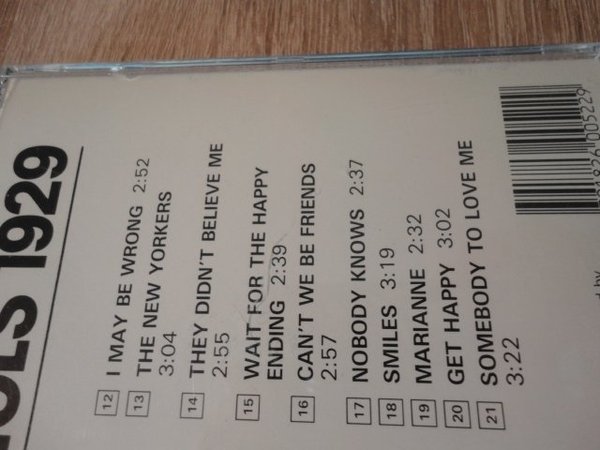 1929
12 I MAY BE WRONG 2:52
13 THE NEW YORKERS
3:04
14 THEY DIDN'T BELIEVE ME
2:55
15 WAIT FOR THE HAPPY
ENDING 2:39
16 CAN'T WE BE FRIENDS
2:57
17 NOBODY KNOWS 2:37
18 SMILES 3:19
19 MARIANNE 2:32
20 GET HAPPY 3:02
21 SOMEBODY TO LOVE ME
3:22